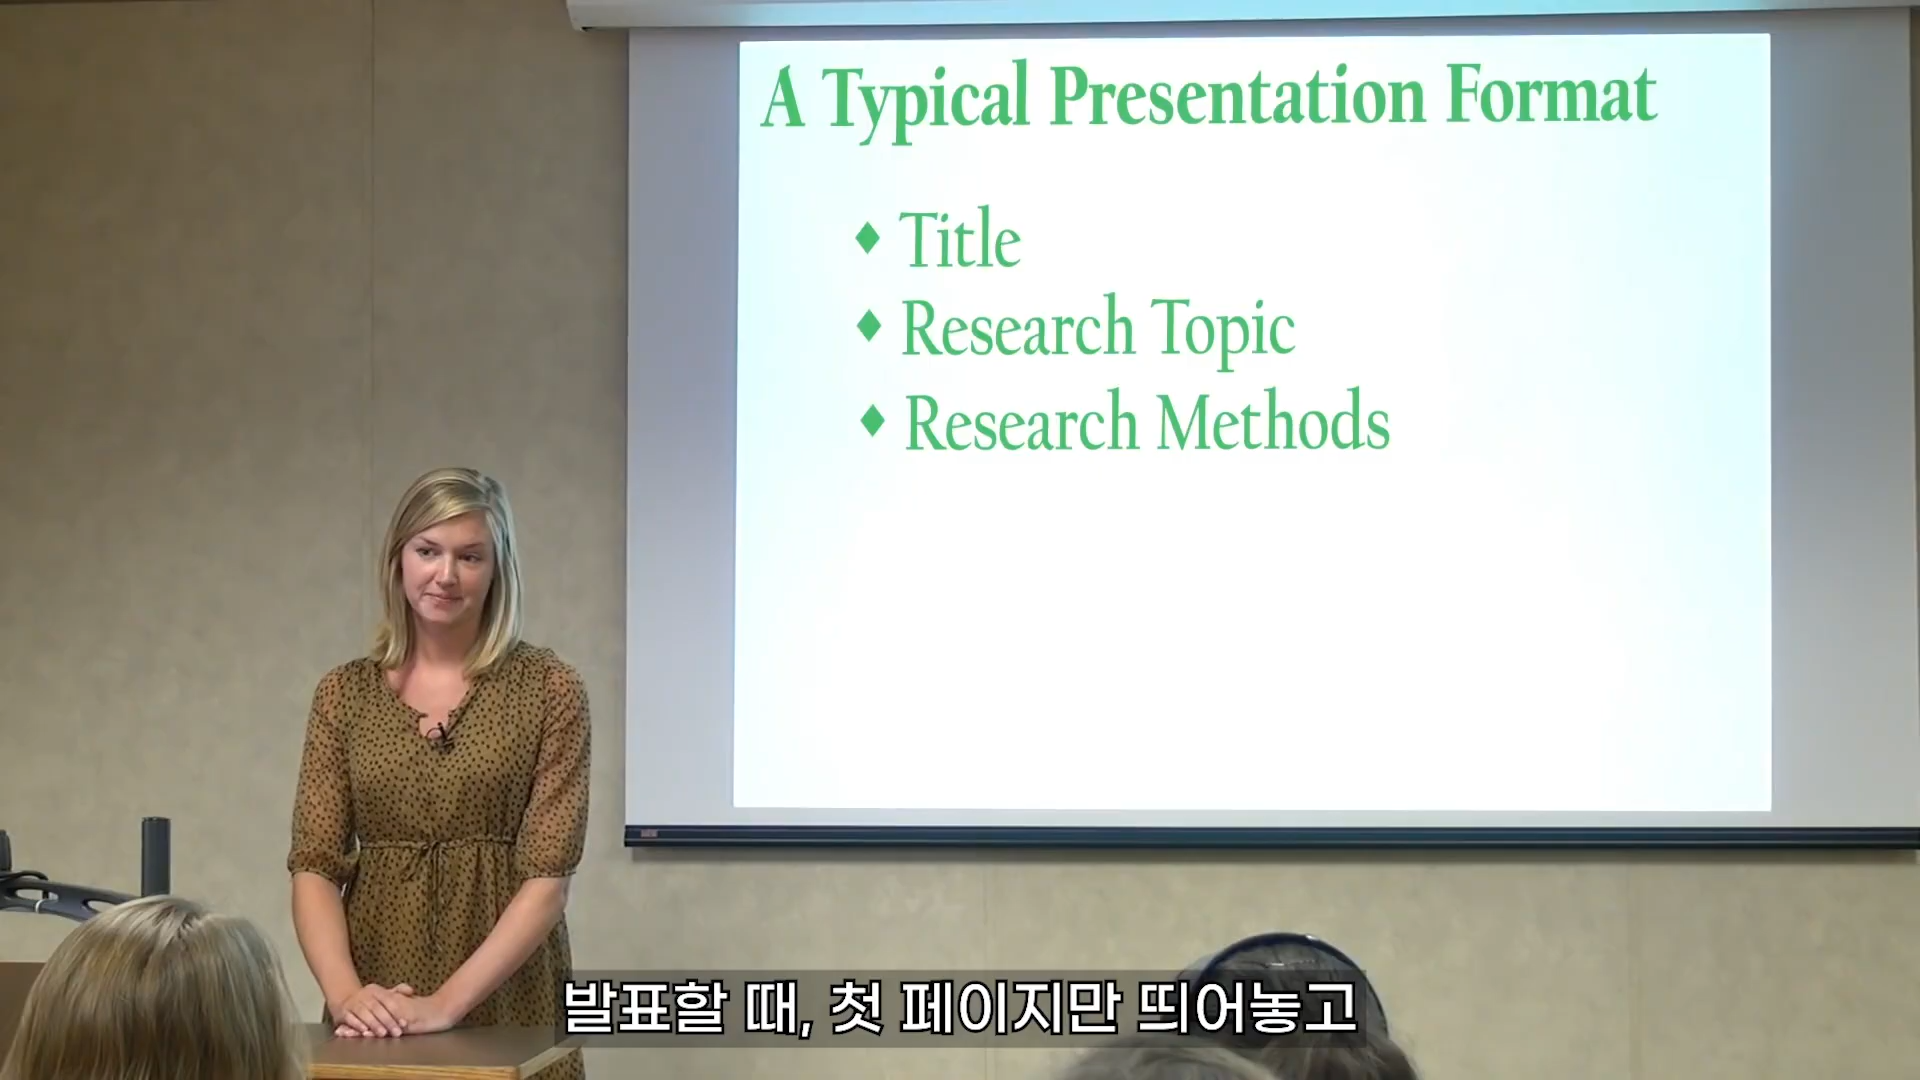 A Typical Presentation Format
♦ Title
♦ Research Topic
♦ Research Methods
발표할 때, 첫 페이지만 띄어놓고